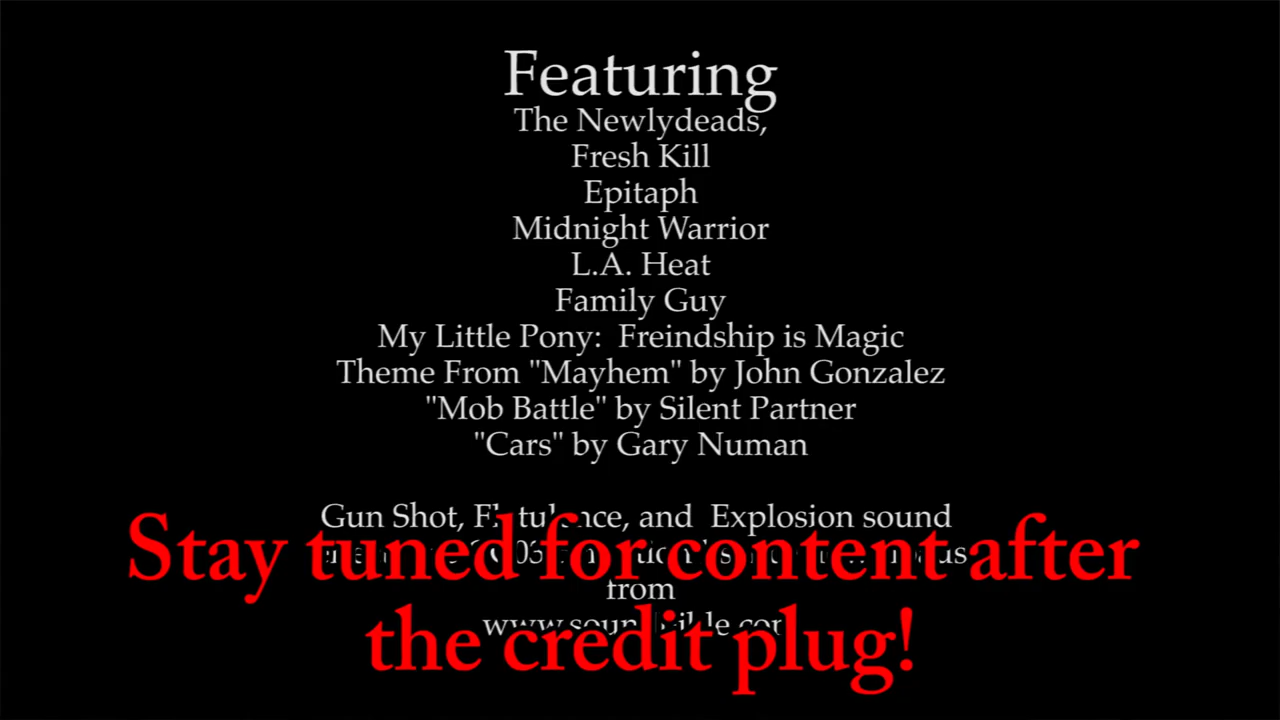 Featuring
The Newlydeads,
Fresh Kill
Epitaph
Midnight Warrior
L.A. Heat
Family Guy
My Little Pony:  Freindship is Magic
Theme From "Mayhem" by John Gonzalez
"Mob Battle" by Silent Partner
"Cars" by Gary Numan
Gun Shot, Flatulence, and  Explosion sound
from
Stay tuned for content after
the credit plug!